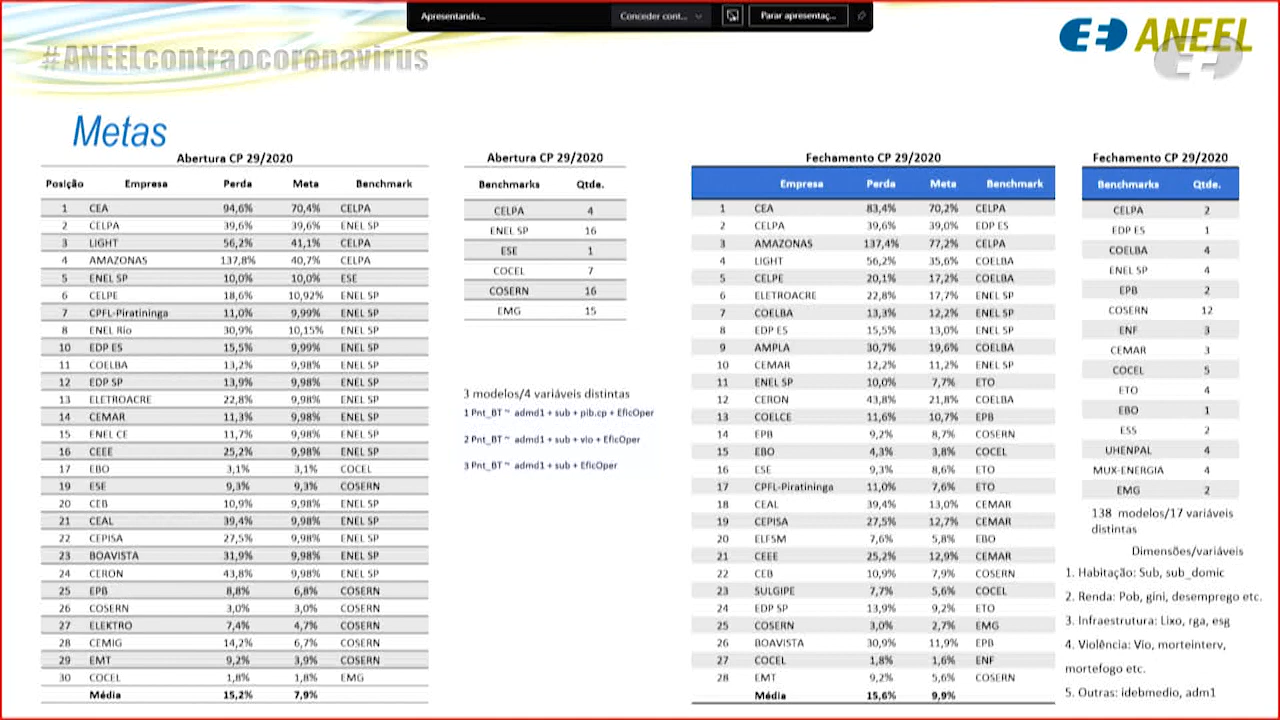 Apresentando... Conceder cont... Parar apresentaç...
#ANEELcontraocoronavirus
ANEEL
Metas
Abertura CP 29/2020
Posição Empresa Perda Meta Benchmark
1 CEA 94,6% 70,4% CELPA
2 CELPA 39,6% 39,6% ENEL SP
3 LIGHT 56,2% 41,1% CELPA
4 AMAZONAS 137,8% 40,7% CELPA
5 ENEL SP 10,0% 10,0% ESE
6 CELPE 18,6% 10,92% ENEL SP
7 CPFL-Piratininga 11,0% 9,99% ENEL SP
8 ENEL Rio 30,9% 10,15% ENEL SP
10 EDP ES 15,5% 9,99% ENEL SP
11 COELBA 13,2% 9,98% ENEL SP
12 EDP SP 13,9% 9,98% ENEL SP
13 ELETROACRE 22,8% 9,98% ENEL SP
14 CEMAR 11,3% 9,98% ENEL SP
15 ENEL CE 11,7% 9,98% ENEL SP
16 CEEE 25,2% 9,98% ENEL SP
17 EBO 3,1% 3,1% COCEL
19 ESE 9,3% 9,3% COSERN
20 CEB 10,9% 9,98% ENEL SP
21 CEAL 39,4% 9,98% ENEL SP
22 CEPISA 27,5% 9,98% ENEL SP
23 BOAVISTA 31,9% 9,98% ENEL SP
24 CERON 43,8% 9,98% ENEL SP
25 EPB 8,8% 6,8% COSERN
26 COSERN 3,0% 3,0% COSERN
27 ELEKTRO 7,4% 4,7% COSERN
28 CEMIG 14,2% 6,7% COSERN
29 EMT 9,2% 3,9% COSERN
30 COCEL 1,8% 1,8% EMG
Média 15,2% 7,9%
Abertura CP 29/2020
Benchmarks Qtde.
CELPA 4
ENEL SP 16
ESE 1
COCEL 7
COSERN 16
EMG 15
3 modelos/4 variáveis distintas
1 Pnt_BT ~ admd1 + sub + pib.cp + EficOper
2 Pnt_BT ~ admd1 + sub + vio + EficOper
3 Pnt_BT ~ admd1 + sub + EficOper
Fechamento CP 29/2020
Empresa Perda Meta Benchmark
1 CEA 83,4% 70,2% CELPA
2 CELPA 39,6% 39,0% EDP ES
3 AMAZONAS 137,4% 77,2% CELPA
4 LIGHT 56,2% 35,6% COELBA
5 CELPE 20,1% 17,2% COELBA
6 ELETROACRE 22,8% 17,7% ENEL SP
7 COELBA 13,3% 12,2% ENEL SP
8 EDP ES 15,5% 13,0% ENEL SP
9 AMPLA 30,7% 19,6% COELBA
10 CEMAR 12,2% 11,2% ENEL SP
11 ENEL SP 10,0% 7,7% ETO
12 CERON 43,8% 21,8% COELBA
13 COELCE 11,6% 10,7% EPB
14 EPB 9,2% 8,7% COSERN
15 EBO 4,3% 3,8% COCEL
16 ESE 9,3% 8,6% ETO
17 CPFL-Piratininga 11,0% 7,6% ETO
18 CEAL 39,4% 13,0% CEMAR
19 CEPISA 27,5% 12,7% CEMAR
20 ELFSM 7,6% 5,8% EBO
21 CEEE 25,2% 12,9% CEMAR
22 CEB 10,9% 7,9% COSERN
23 SULGIPE 7,7% 5,6% COCEL
24 EDP SP 13,9% 9,2% ETO
25 COSERN 3,0% 2,7% EMG
26 BOAVISTA 30,9% 11,9% EPB
27 COCEL 1,8% 1,6% ENF
28 EMT 9,2% 5,6% COSERN
Média 15,6% 9,9%
Fechamento CP 29/2020
Benchmarks Qtde.
CELPA 2
EDP ES 1
COELBA 4
ENEL SP 4
EPB 2
COSERN 12
ENF 3
CEMAR 3
COCEL 5
ETO 4
EBO 1
ESS 2
UHENPAL 4
MUX-ENERGIA 4
EMG 2
138 modelos/17 variáveis
distintas
Dimensões/variáveis
1. Habitação: Sub, sub_domic
2. Renda: Pob, gini, desemprego etc.
3. Infraestrutura: Lixo, rga, esg
4. Violência: Vio, morteinterv,
mortefogo etc.
5. Outras: idebmedio, adm1